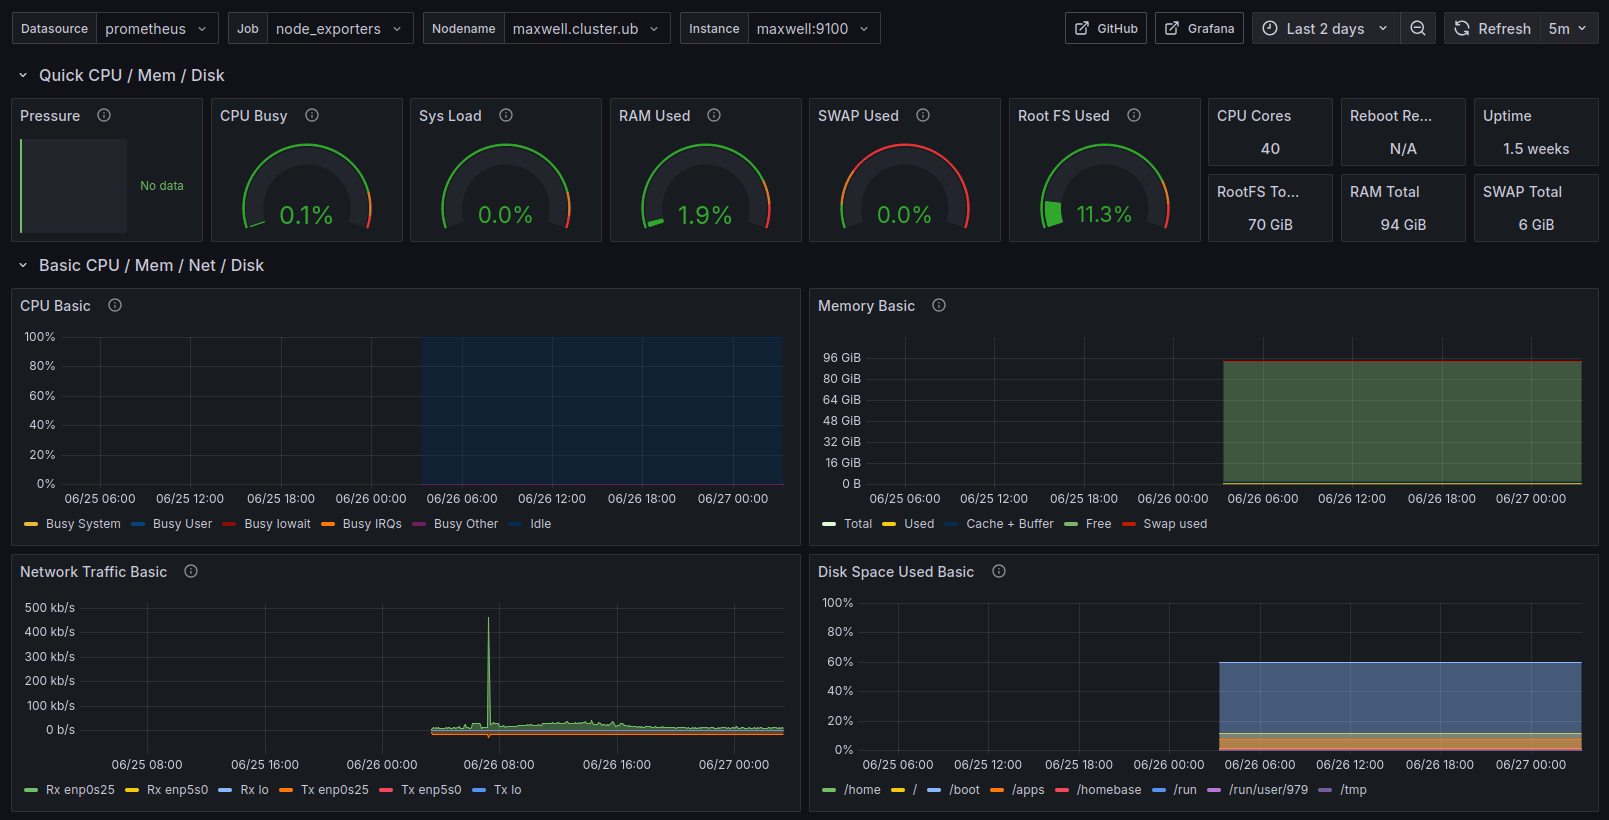 Datasource prometheus Job node_exporters Nodename maxwell.cluster.ub Instance maxwell:9100 GitHub Grafana Last 2 days Refresh 5m
Quick CPU / Mem / Disk
Pressure CPU Busy Sys Load RAM Used SWAP Used Root FS Used CPU Cores Reboot Re... Uptime
40 N/A 1.5 weeks
No data 0.1% 0.0% 1.9% 0.0% 11.3%
RootFS To... RAM Total SWAP Total
70 GiB 94 GiB 6 GiB
Basic CPU / Mem / Net / Disk
CPU Basic
100%
80%
60%
40%
20%
0%
06/25 06:00 06/25 12:00 06/25 18:00 06/26 00:00 06/26 06:00 06/26 12:00 06/26 18:00 06/27 00:00
Busy System Busy User Busy Iowait Busy IRQs Busy Other Idle
Memory Basic
96 GiB
80 GiB
64 GiB
48 GiB
32 GiB
16 GiB
0 B
06/25 06:00 06/25 12:00 06/25 18:00 06/26 00:00 06/26 06:00 06/26 12:00 06/26 18:00 06/27 00:00
Total Used Cache + Buffer Free Swap used
Network Traffic Basic
500 kb/s
400 kb/s
300 kb/s
200 kb/s
100 kb/s
0 b/s
06/25 08:00 06/25 16:00 06/26 00:00 06/26 08:00 06/26 16:00 06/27 00:00
Rx enp0s25 Rx enp5s0 Rx lo Tx enp0s25 Tx enp5s0 Tx lo
Disk Space Used Basic
100%
80%
60%
40%
20%
0%
06/25 06:00 06/25 12:00 06/25 18:00 06/26 00:00 06/26 06:00 06/26 12:00 06/26 18:00 06/27 00:00
/home / /boot /apps /homebase /run /run/user/979 /tmp